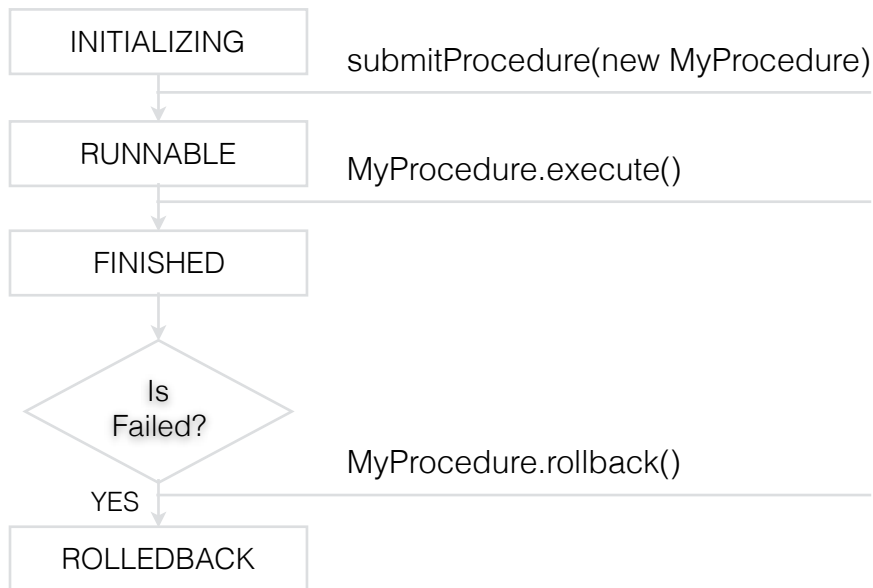 INITIALIZING
submitProcedure(new MyProcedure)
RUNNABLE
MyProcedure.execute()
FINISHED
Is
Failed?
MyProcedure.rollback()
YES
ROLLEDBACK